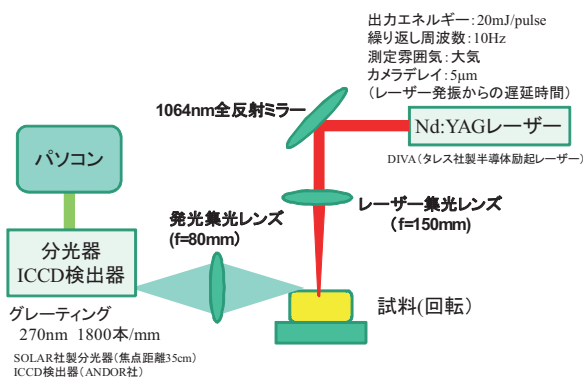 出力エネルギー：20mJ/pulse
繰り返し周波数：10Hz
測定雰囲気：大気
カメラデレイ：5μm
（レーザー発振からの遅延時間）
1064nm全反射ミラー
Nd:YAGレーザー
DIVA（タレス社製半導体励起レーザー）
パソコン
発光集光レンズ
(f=80mm）
レーザー集光レンズ
（f=150mm)
分光器
ICCD検出器
試料(回転）
グレーティング
270nm 1800本/mm
SOLAR社製分光器（焦点距離35cm）
ICCD検出器（ANDOR社）